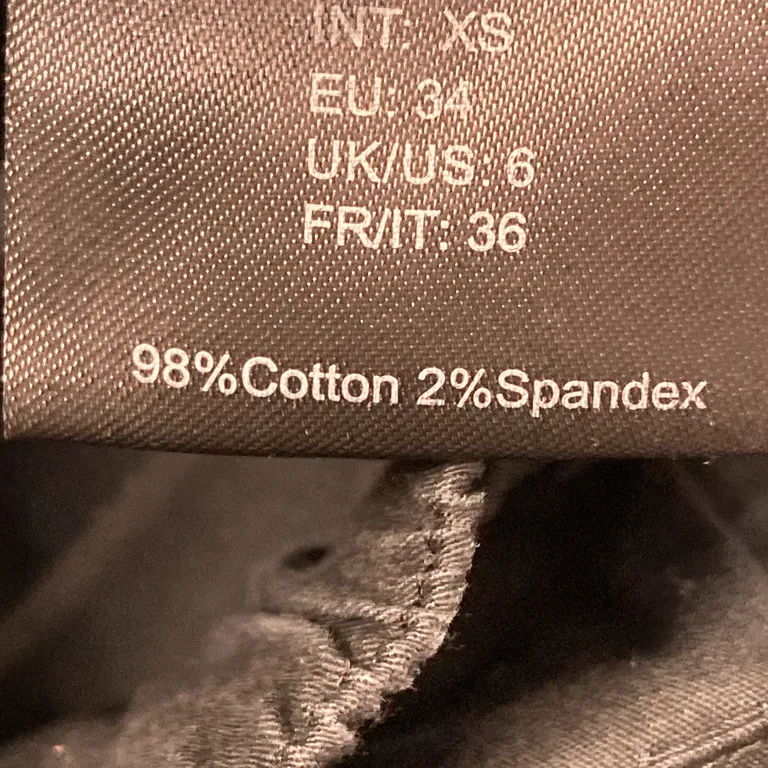 INT: XS
EU: 34
UK/US: 6
FR/IT: 36
98%Cotton 2%Spandex